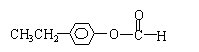 O
CH₃CH₂ O C H